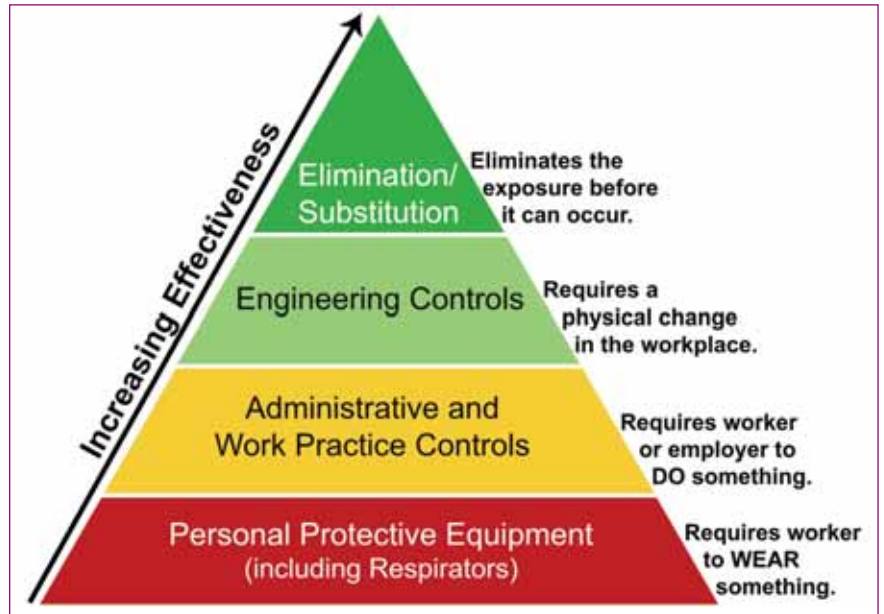 Increasing Effectiveness
Elimination/
Substitution
Eliminates the
exposure before
it can occur.
Engineering Controls
Requires a
physical change
in the workplace.
Administrative and
Work Practice Controls
Requires worker
or employer to
DO something.
Personal Protective Equipment
(including Respirators)
Requires worker
to WEAR
something.